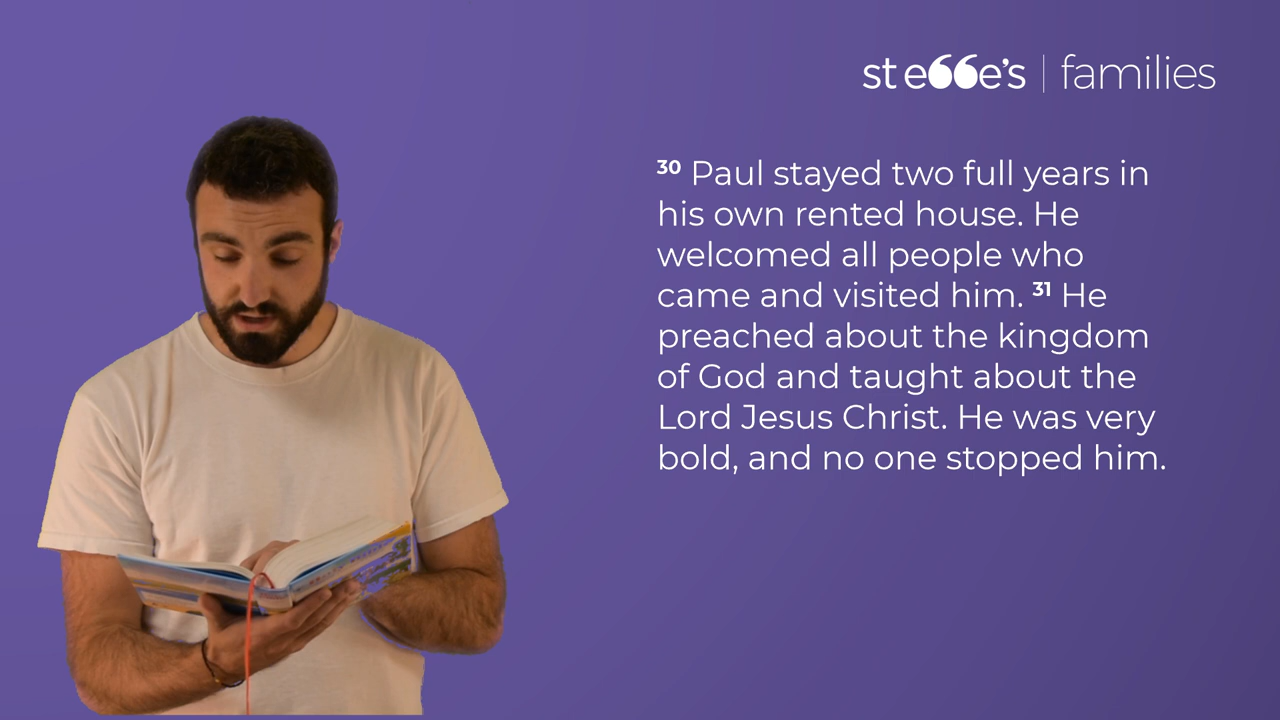 st ebbe's | families
30 Paul stayed two full years in
his own rented house. He
welcomed all people who
came and visited him. 31 He
preached about the kingdom
of God and taught about the
Lord Jesus Christ. He was very
bold, and no one stopped him.